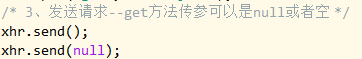 /* 3、发送请求--get方法传参可以是null或者空 */
xhr.send();
xhr.send(null);